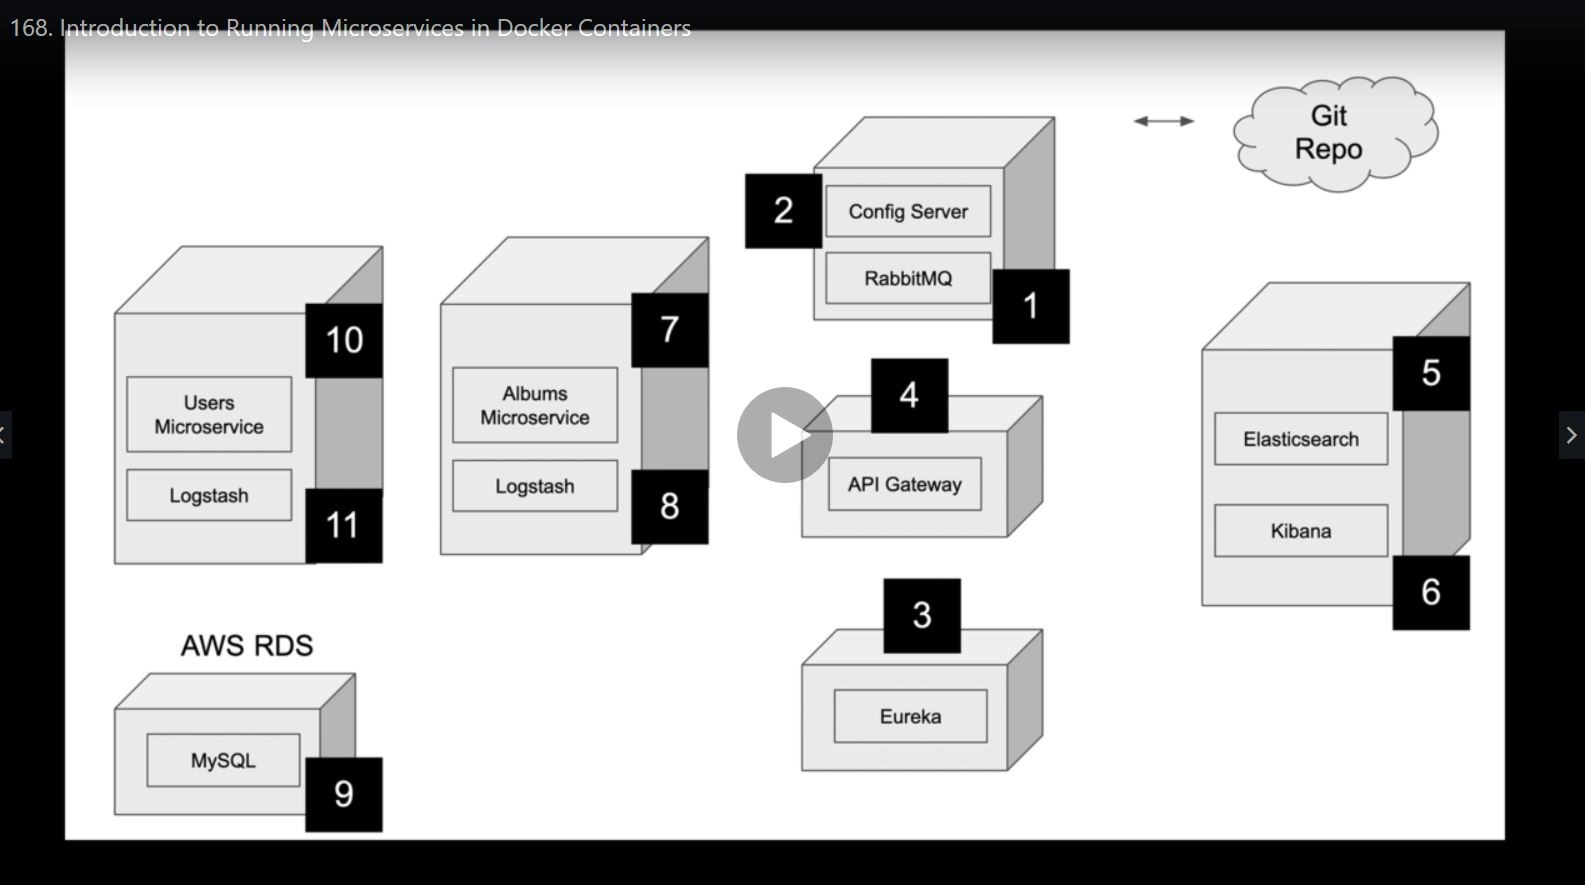 168. Introduction to Running Microservices in Docker Containers
Git
Repo
2
Config Server
RabbitMQ
1
10
Users
Microservice
Logstash
11
7
Albums
Microservice
Logstash
8
4
API Gateway
5
Elasticsearch
Kibana
6
3
Eureka
AWS RDS
MySQL
9